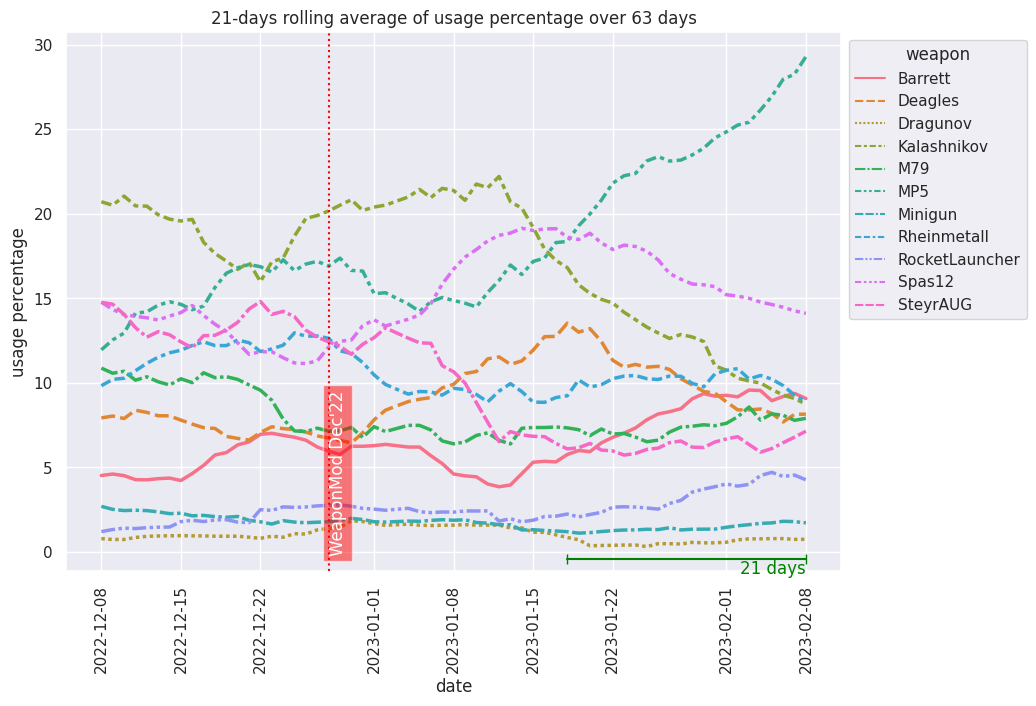 21-days rolling average of usage percentage over 63 days
usage percentage
30
25
20
15
10
5
0
WeaponMod Dec'22
21 days
2022-12-08
2022-12-15
2022-12-22
2023-01-01
2023-01-08
2023-01-15
2023-01-22
2023-02-01
2023-02-08
date
weapon
Barrett
Deagles
Dragunov
Kalashnikov
M79
MP5
Minigun
Rheinmetall
RocketLauncher
Spas12
SteyrAUG